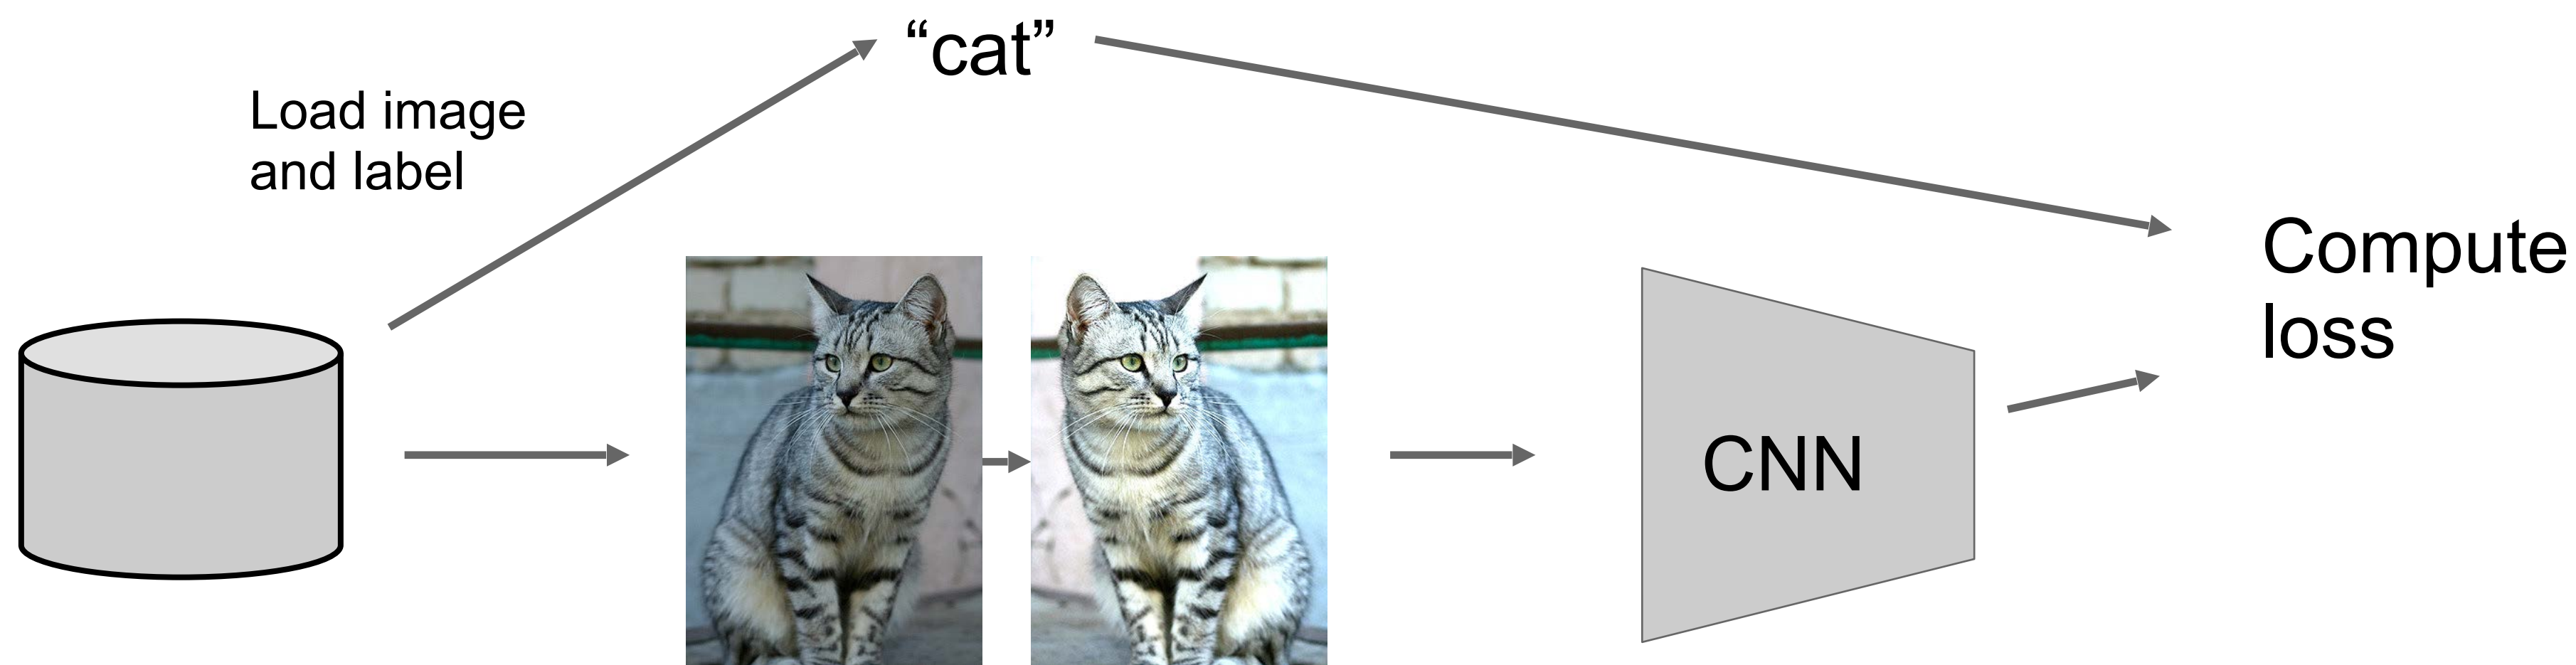 “cat”
Load image
and label
Compute
loss
CNN